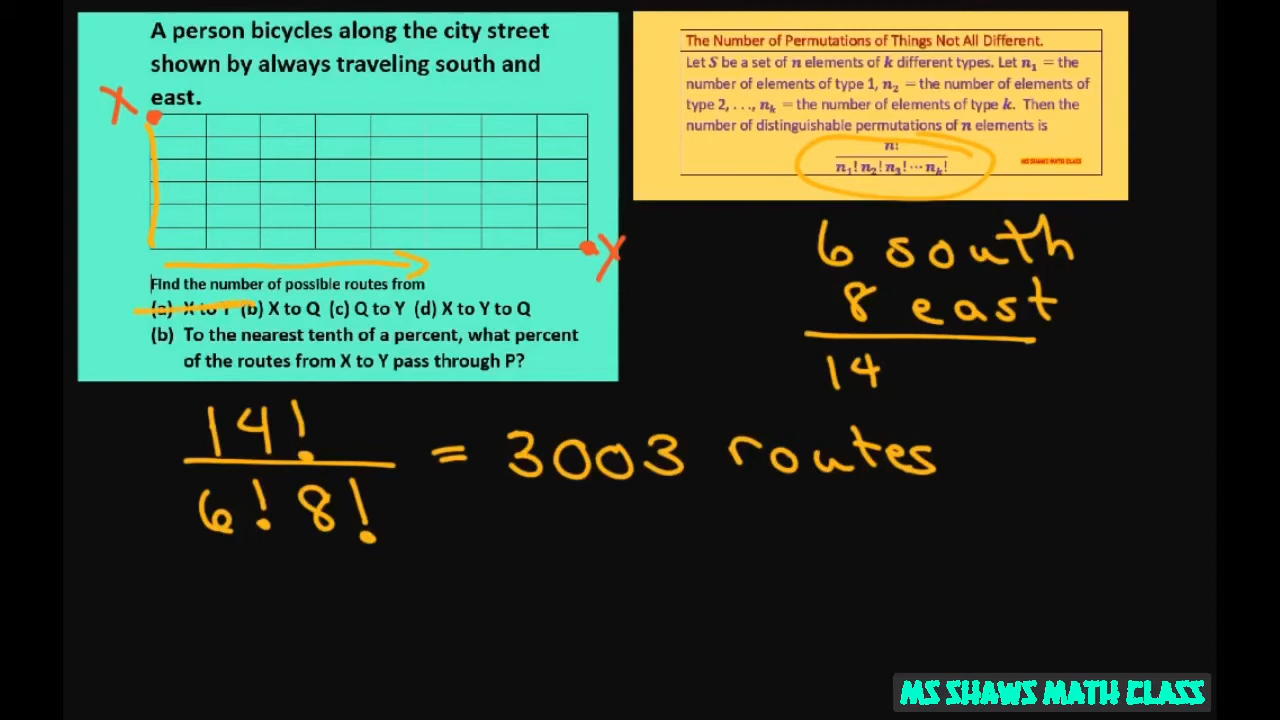 A person bicycles along the city street
shown by always traveling south and
east.
X
Y
Find the number of possible routes from
(a) X to Y (b) X to Q (c) Q to Y (d) X to Y to Q
(b) To the nearest tenth of a percent, what percent
of the routes from X to Y pass through P?
The Number of Permutations of Things Not All Different.
Let S be a set of n elements of k different types. Let n₁ = the
number of elements of type 1, n₂ = the number of elements of
type 2, . . ., nₖ = the number of elements of type k. Then the
number of distinguishable permutations of n elements is
n!
n₁! n₂! n₃! ··· nₖ!
MS SHAWS MATH CLASS
6 south
8 east
14
14!
6! 8!
= 3003 routes
MS SHAWS MATH CLASS